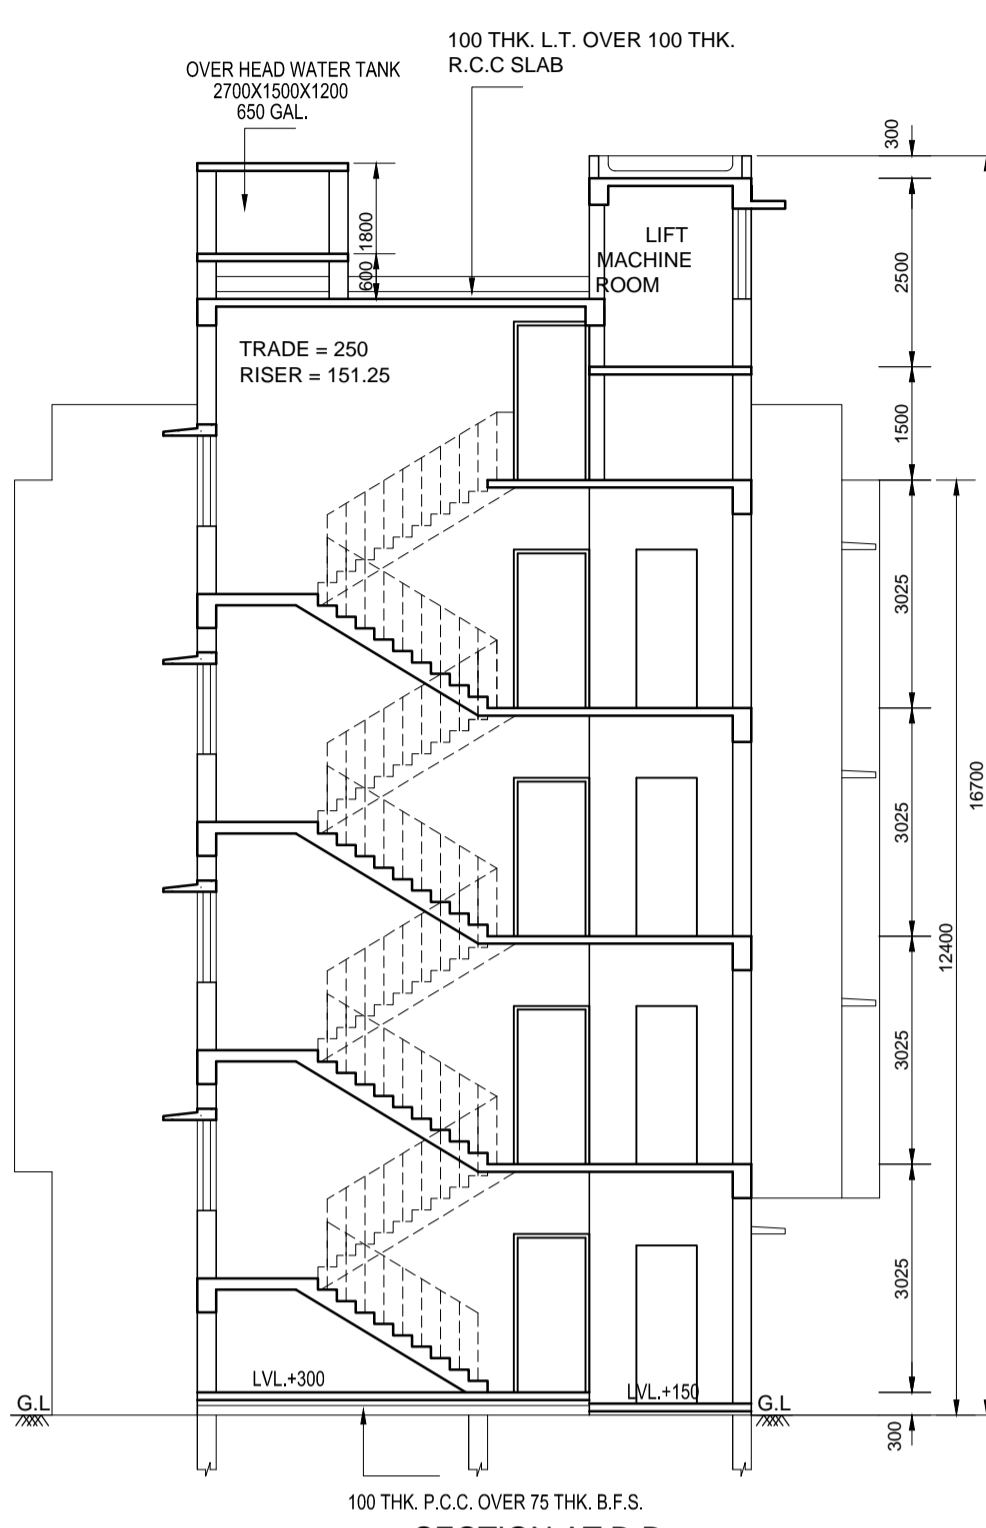 100 THK. L.T. OVER 100 THK.
R.C.C SLAB
OVER HEAD WATER TANK
2700X1500X1200
650 GAL.
300
1800
600
LIFT
MACHINE
ROOM
2500
TRADE = 250
RISER = 151.25
1500
3025
3025
16700
12400
3025
3025
LVL.+300
LVL.+150
G.L
G.L
300
100 THK. P.C.C. OVER 75 THK. B.F.S.